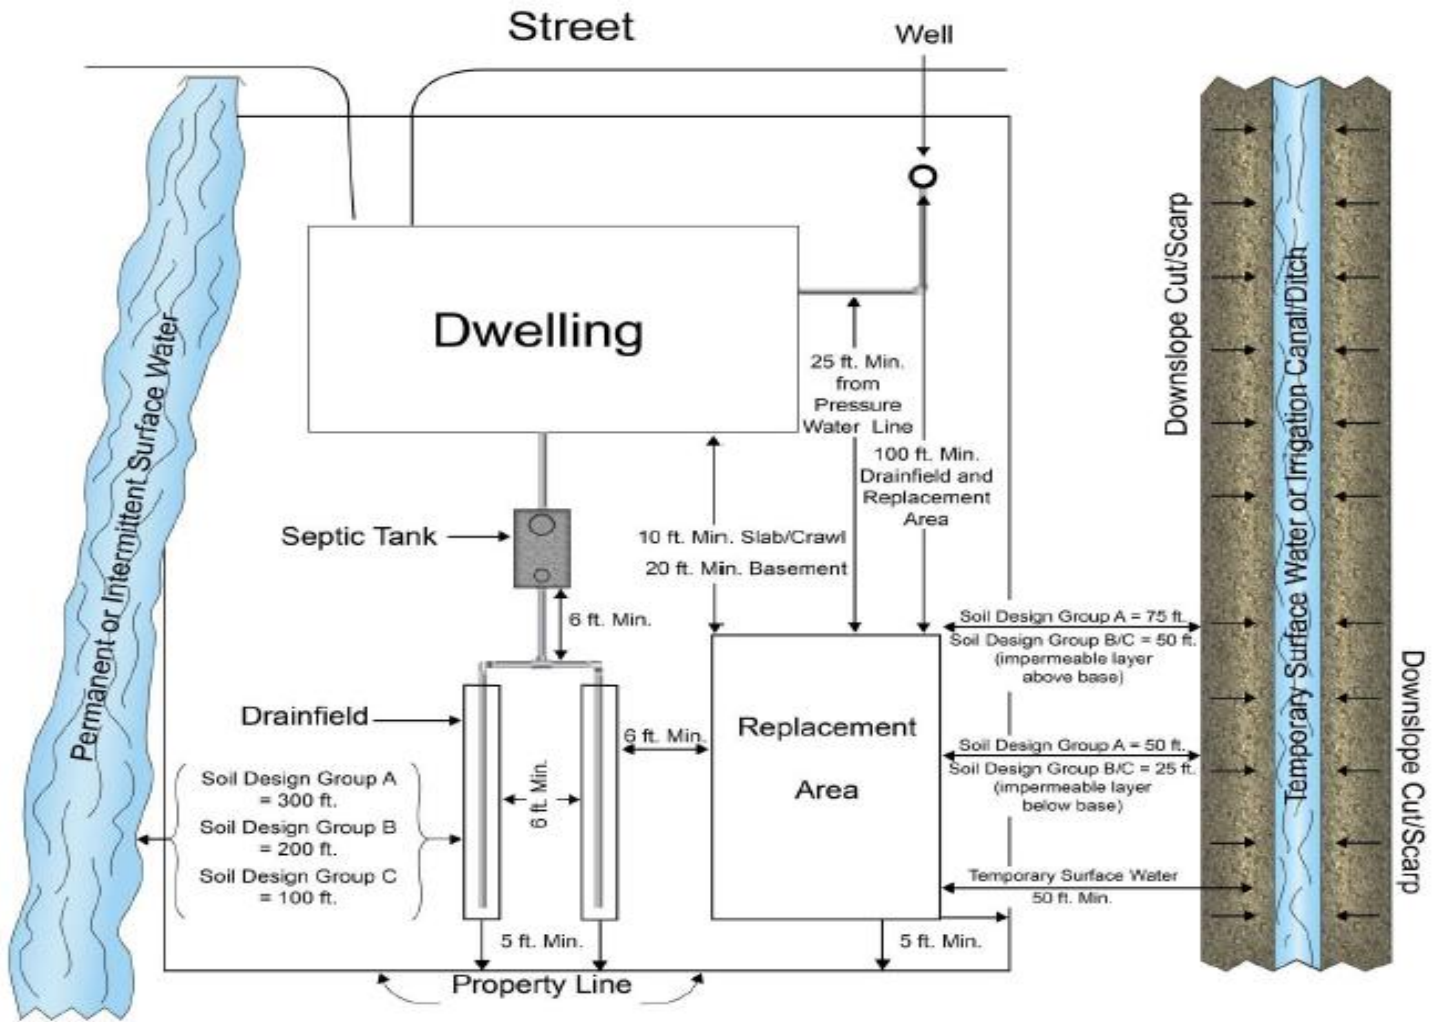 Street
Well
Permanent or Intermittent Surface Water
Dwelling
25 ft. Min.
from
Pressure
Water Line
100 ft. Min.
Drainfield and
Replacement
Area
Septic Tank
10 ft. Min. Slab/Crawl
20 ft. Min. Basement
6 ft. Min.
Drainfield
6 ft. Min.
6 ft. Min.
Replacement
Area
Soil Design Group A
= 300 ft.
Soil Design Group B
= 200 ft.
Soil Design Group C
= 100 ft.
5 ft. Min.
5 ft. Min.
Property Line
Soil Design Group A = 75 ft.
Soil Design Group B/C = 50 ft.
(impermeable layer
above base)
Soil Design Group A = 50 ft.
Soil Design Group B/C = 25 ft.
(impermeable layer
below base)
Temporary Surface Water
50 ft. Min.
Downslope Cut/Scarp
Temporary Surface Water or Irrigation Canal/Ditch
Downslope Cut/Scarp